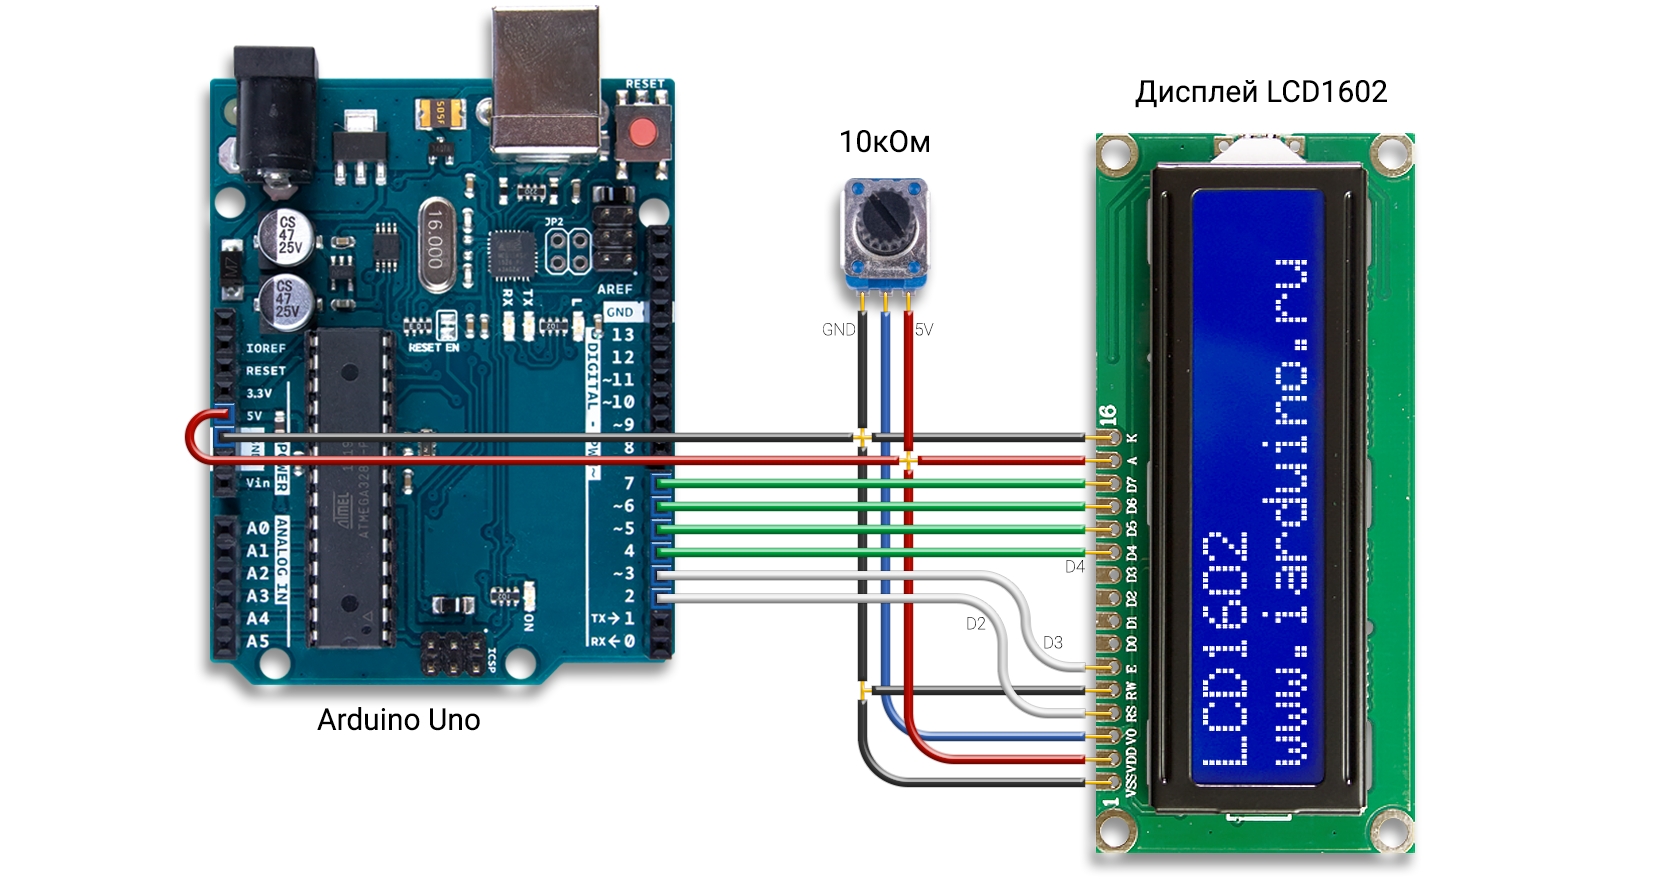 RESET
505F
CS
47
25V
CS
47
25V
M7
16.000
JP2
RX
TX
L
AREF
GND
RESET EN
IOREF
RESET
3.3V
5V
GND
Vin
POWER
A0
A1
A2
A3
A4
A5
ANALOG IN
ATMEL
13
12
~11
~10
~9
8
7
~6
~5
4
~3
2
TX→1
RX←0
ON
ICSP
Arduino Uno
10кОм
GND
5V
D4
D3
D2
Дисплей LCD1602
16
K
A
D7
D6
D5
D4
D3
D2
D1
D0
E
RW
RS
VO
VDD
VSS
1
LCD1602
www.iarduino.ru